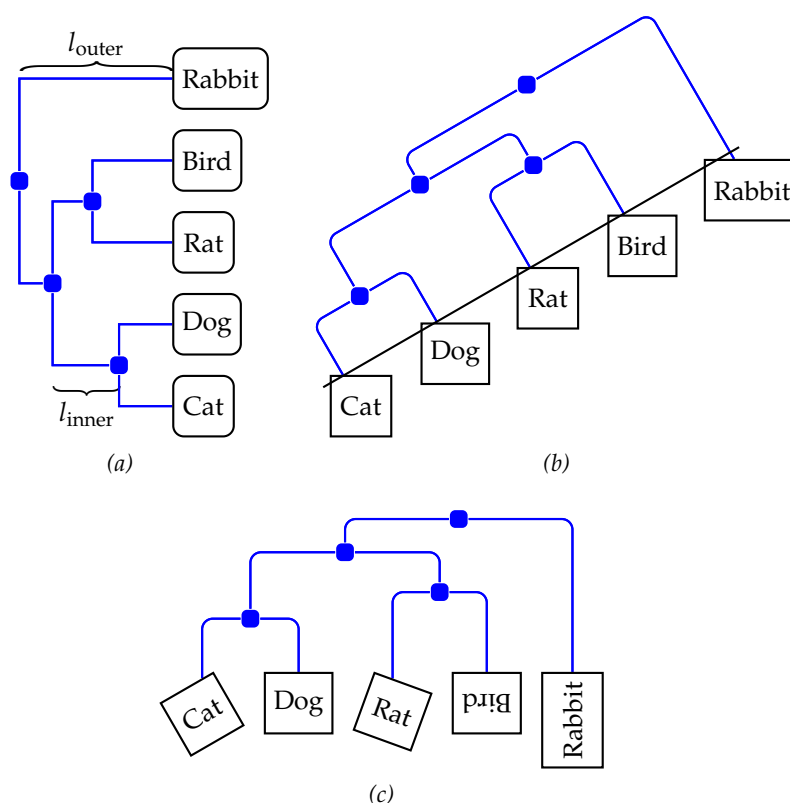 l_outer
Rabbit
Bird
Rat
Dog
l_inner
Cat
(a)
Rabbit
Bird
Rat
Dog
Cat
(b)
Cat
Dog
Rat
Bird
Rabbit
(c)